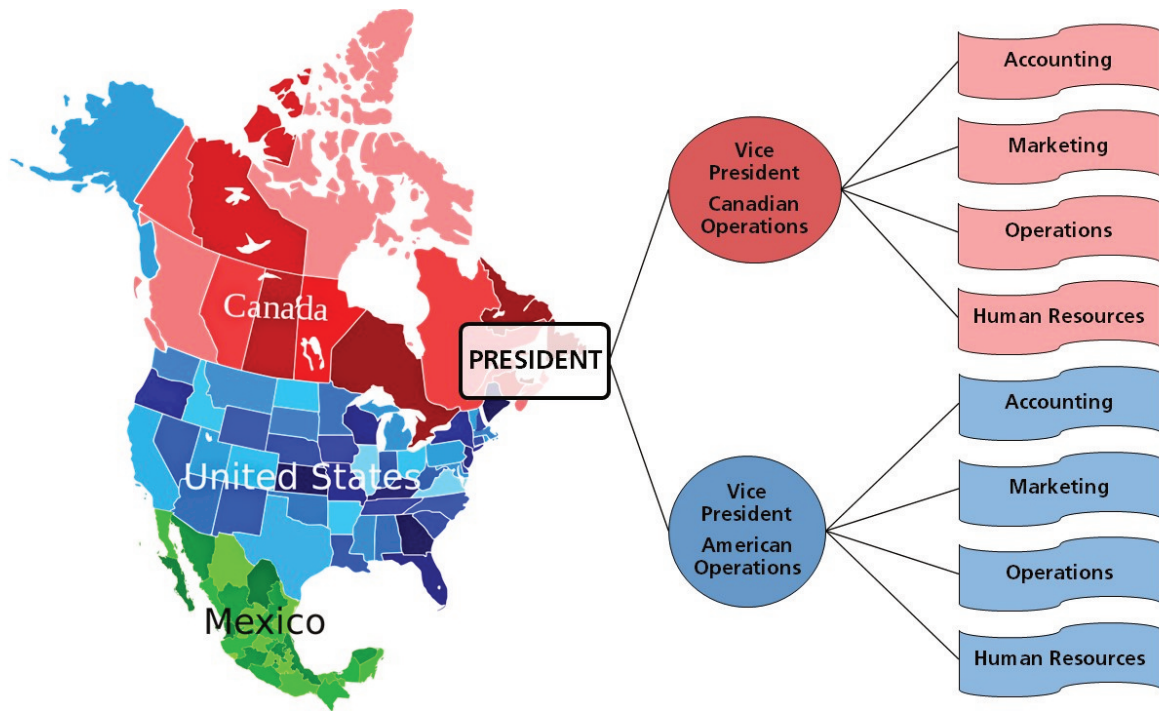 Canada
United States
Mexico
PRESIDENT
Vice
President
Canadian
Operations
Accounting
Marketing
Operations
Human Resources
Vice
President
American
Operations
Accounting
Marketing
Operations
Human Resources